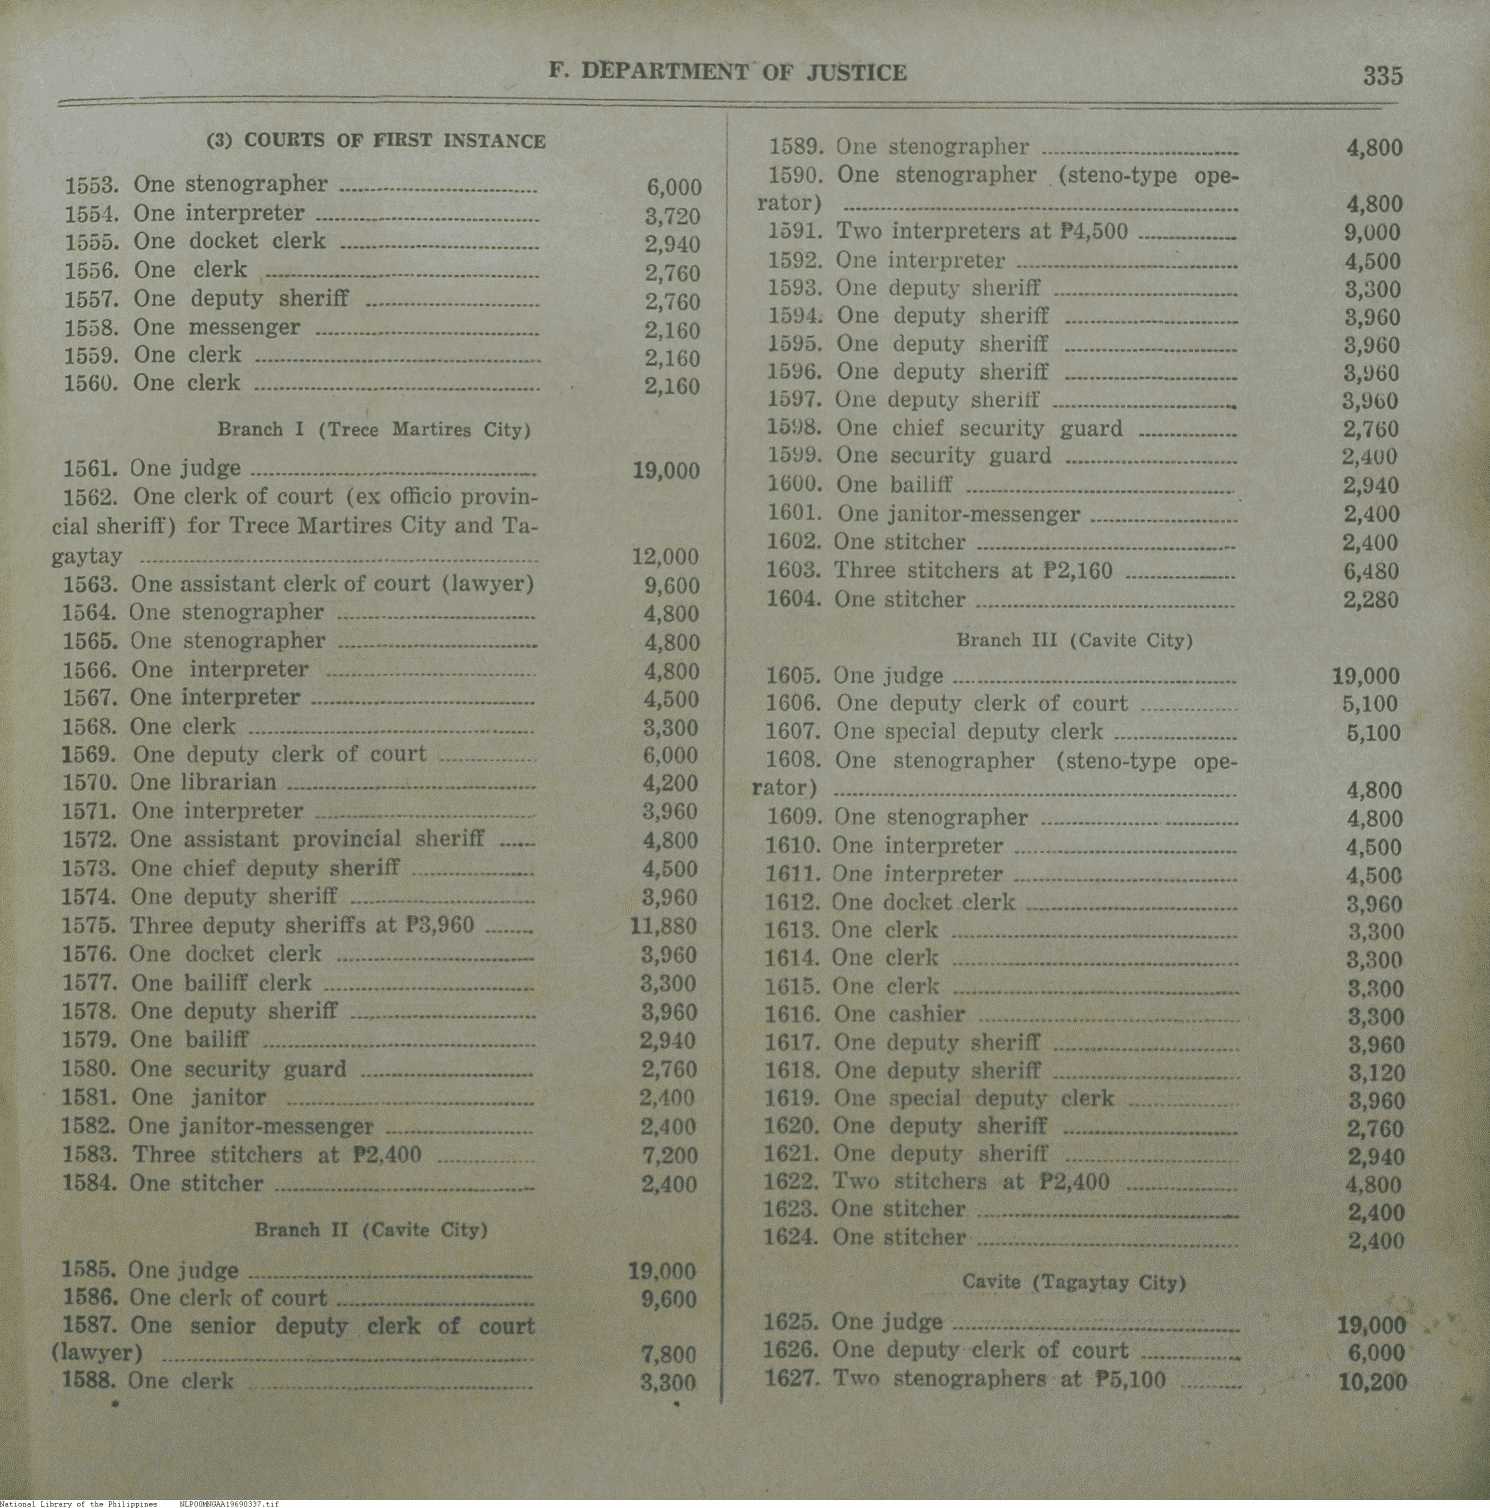 F. DEPARTMENT OF JUSTICE 335
(3) COURTS OF FIRST INSTANCE
1553. One stenographer ........ 6,000
1554. One interpreter ........ 3,720
1555. One docket clerk ........ 2,940
1556. One clerk ........ 2,760
1557. One deputy sheriff ........ 2,760
1558. One messenger ........ 2,160
1559. One clerk ........ 2,160
1560. One clerk ........ 2,160
Branch I (Trece Martires City)
1561. One judge ........ 19,000
1562. One clerk of court (ex officio provin-
cial sheriff) for Trece Martires City and Ta-
gaytay ........ 12,000
1563. One assistant clerk of court (lawyer) 9,600
1564. One stenographer ........ 4,800
1565. One stenographer ........ 4,800
1566. One interpreter ........ 4,800
1567. One interpreter ........ 4,500
1568. One clerk ........ 3,300
1569. One deputy clerk of court ........ 6,000
1570. One librarian ........ 4,200
1571. One interpreter ........ 3,960
1572. One assistant provincial sheriff ........ 4,800
1573. One chief deputy sheriff ........ 4,500
1574. One deputy sheriff ........ 3,960
1575. Three deputy sheriffs at ₱3,960 ........ 11,880
1576. One docket clerk ........ 3,960
1577. One bailiff clerk ........ 3,300
1578. One deputy sheriff ........ 3,960
1579. One bailiff ........ 2,940
1580. One security guard ........ 2,760
1581. One janitor ........ 2,400
1582. One janitor-messenger ........ 2,400
1583. Three stitchers at ₱2,400 ........ 7,200
1584. One stitcher ........ 2,400
Branch II (Cavite City)
1585. One judge ........ 19,000
1586. One clerk of court ........ 9,600
1587. One senior deputy clerk of court
(lawyer) ........ 7,800
1588. One clerk ........ 3,300
1589. One stenographer ........ 4,800
1590. One stenographer (steno-type ope-
rator) ........ 4,800
1591. Two interpreters at ₱4,500 ........ 9,000
1592. One interpreter ........ 4,500
1593. One deputy sheriff ........ 3,300
1594. One deputy sheriff ........ 3,960
1595. One deputy sheriff ........ 3,960
1596. One deputy sheriff ........ 3,960
1597. One deputy sheriff ........ 3,960
1598. One chief security guard ........ 2,760
1599. One security guard ........ 2,400
1600. One bailiff ........ 2,940
1601. One janitor-messenger ........ 2,400
1602. One stitcher ........ 2,400
1603. Three stitchers at ₱2,160 ........ 6,480
1604. One stitcher ........ 2,280
Branch III (Cavite City)
1605. One judge ........ 19,000
1606. One deputy clerk of court ........ 5,100
1607. One special deputy clerk ........ 5,100
1608. One stenographer (steno-type ope-
rator) ........ 4,800
1609. One stenographer ........ 4,800
1610. One interpreter ........ 4,500
1611. One interpreter ........ 4,500
1612. One docket clerk ........ 3,960
1613. One clerk ........ 3,300
1614. One clerk ........ 3,300
1615. One clerk ........ 3,300
1616. One cashier ........ 3,300
1617. One deputy sheriff ........ 3,960
1618. One deputy sheriff ........ 3,120
1619. One special deputy clerk ........ 3,960
1620. One deputy sheriff ........ 2,760
1621. One deputy sheriff ........ 2,940
1622. Two stitchers at ₱2,400 ........ 4,800
1623. One stitcher ........ 2,400
1624. One stitcher ........ 2,400
Cavite (Tagaytay City)
1625. One judge ........ 19,000
1626. One deputy clerk of court ........ 6,000
1627. Two stenographers at ₱5,100 ........ 10,200
National Library of the Philippines NLPO0MNGAA19690337.tif